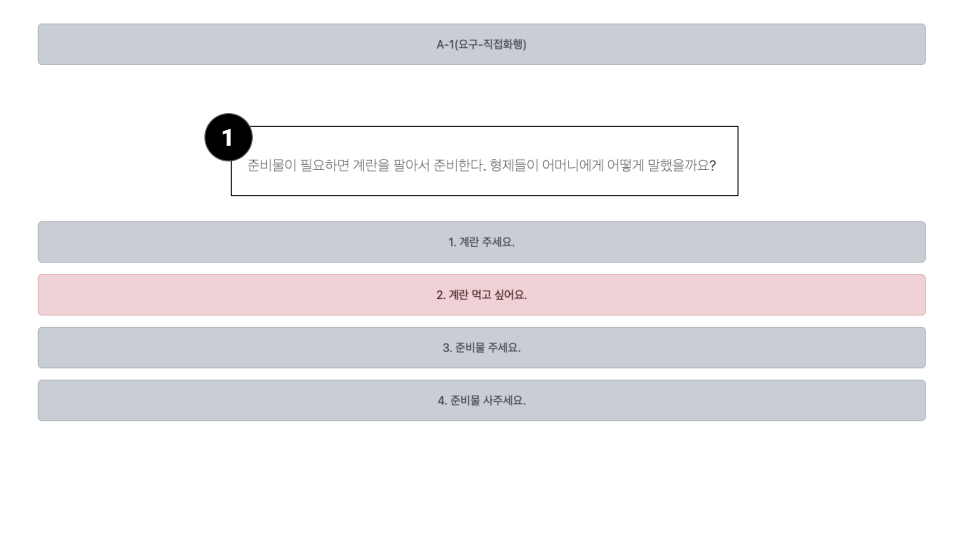 A-1(요구-직접화행)
1
준비물이 필요하면 계란을 팔아서 준비한다. 형제들이 어머니에게 어떻게 말했을까요?
1. 계란 주세요.
2. 계란 먹고 싶어요.
3. 준비물 주세요.
4. 준비물 사주세요.